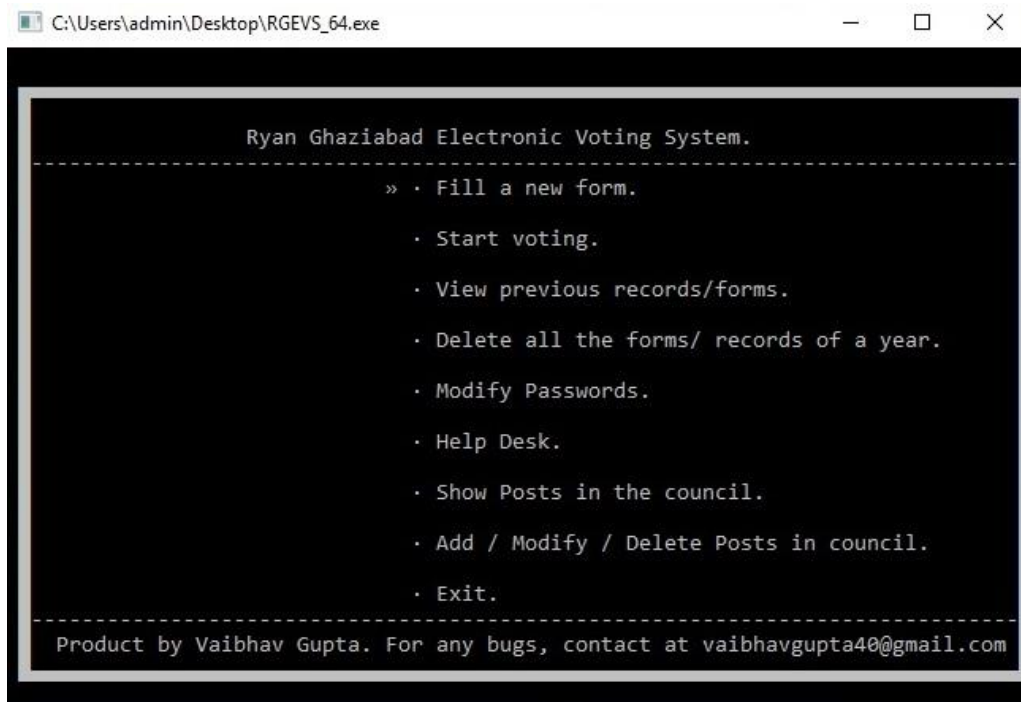 C:\Users\admin\Desktop\RGEVS_64.exe
Ryan Ghaziabad Electronic Voting System.
» · Fill a new form.
· Start voting.
· View previous records/forms.
· Delete all the forms/ records of a year.
· Modify Passwords.
· Help Desk.
· Show Posts in the council.
· Add / Modify / Delete Posts in council.
· Exit.
Product by Vaibhav Gupta. For any bugs, contact at vaibhavgupta40@gmail.com